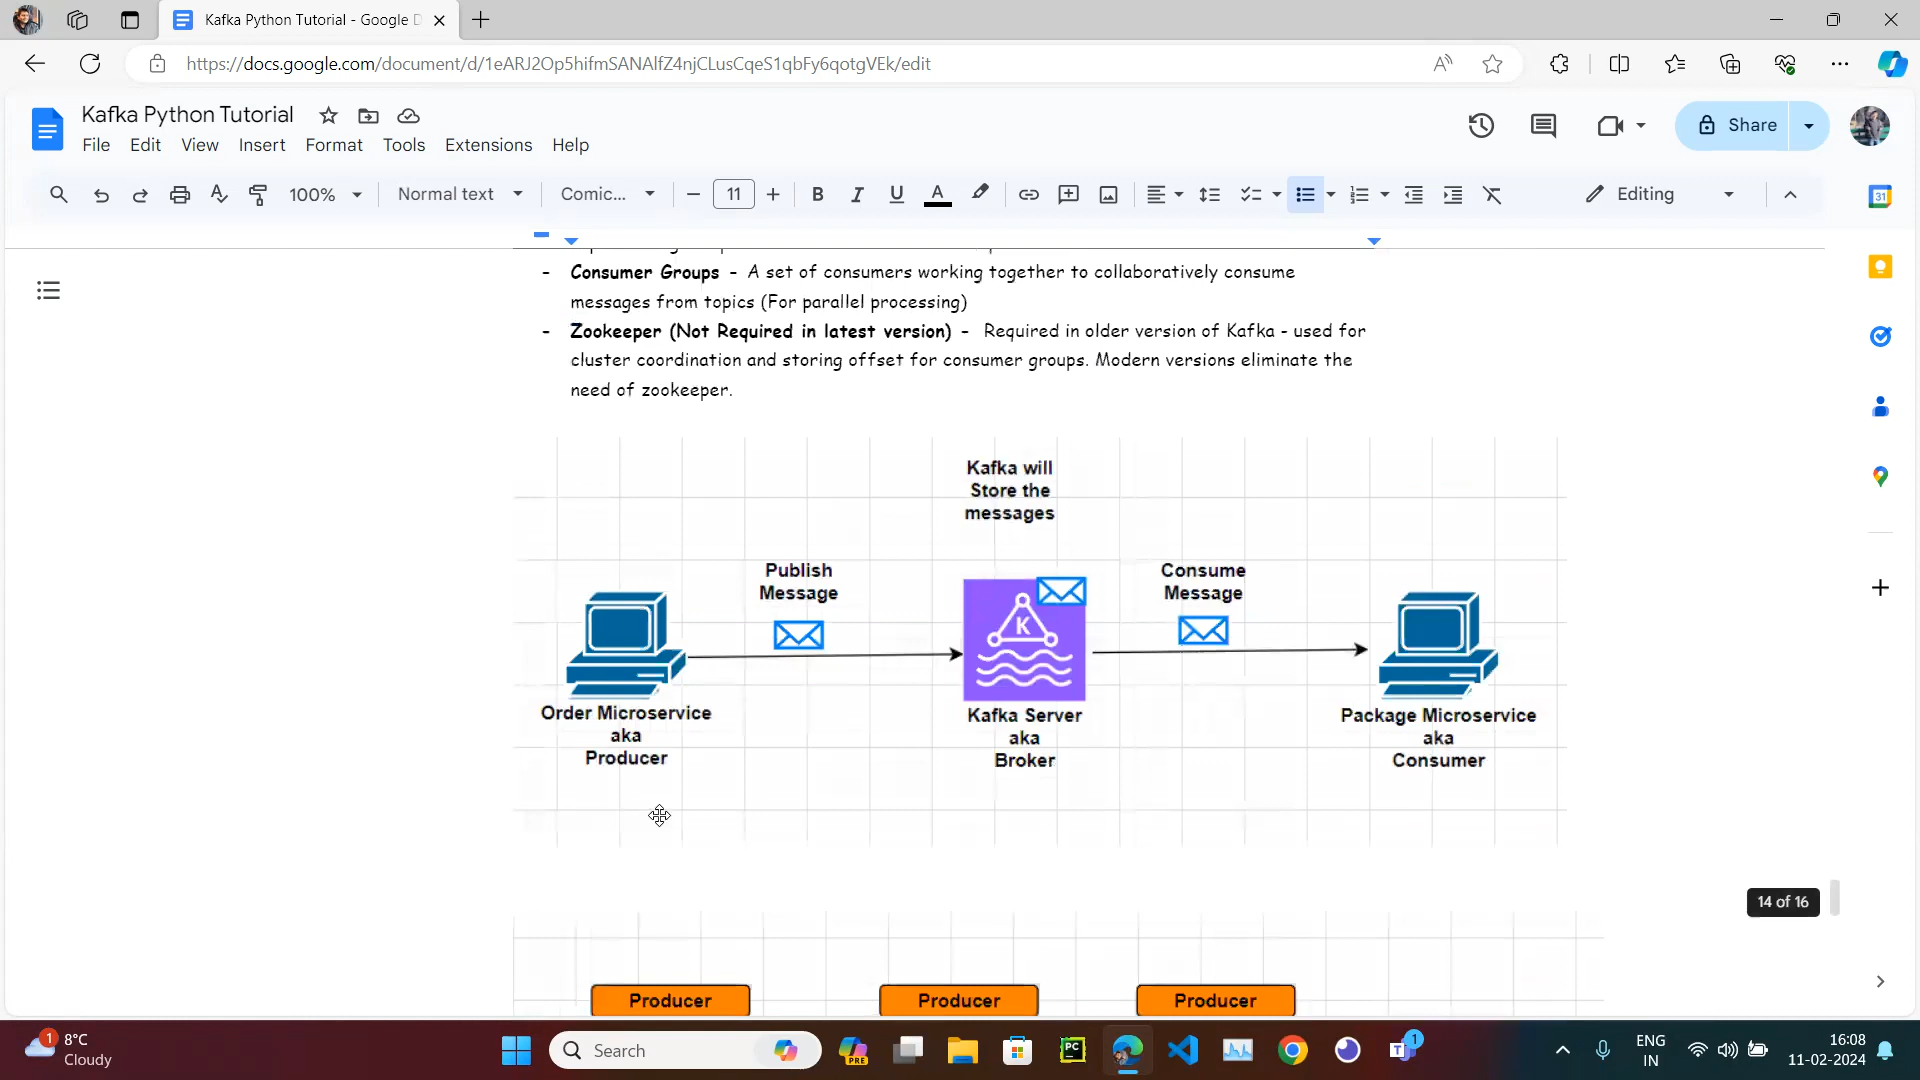 Kafka Python Tutorial - Google D
https://docs.google.com/document/d/1eARJ2Op5hifmSANAlfZ4njCLusCqeS1qbFy6qotgVEk/edit
Kafka Python Tutorial
File Edit View Insert Format Tools Extensions Help
Share
100% Normal text Comic... 11 Editing
31
- Consumer Groups - A set of consumers working together to collaboratively consume
messages from topics (For parallel processing)
- Zookeeper (Not Required in latest version) - Required in older version of Kafka - used for
cluster coordination and storing offset for consumer groups. Modern versions eliminate the
need of zookeeper.
Kafka will
Store the
messages
Publish
Message
Consume
Message
K
Order Microservice
aka
Producer
Kafka Server
aka
Broker
Package Microservice
aka
Consumer
14 of 16
Producer Producer Producer
1
8°C
Cloudy
Search
PRE
PC
1
ENG
IN
16:08
11-02-2024